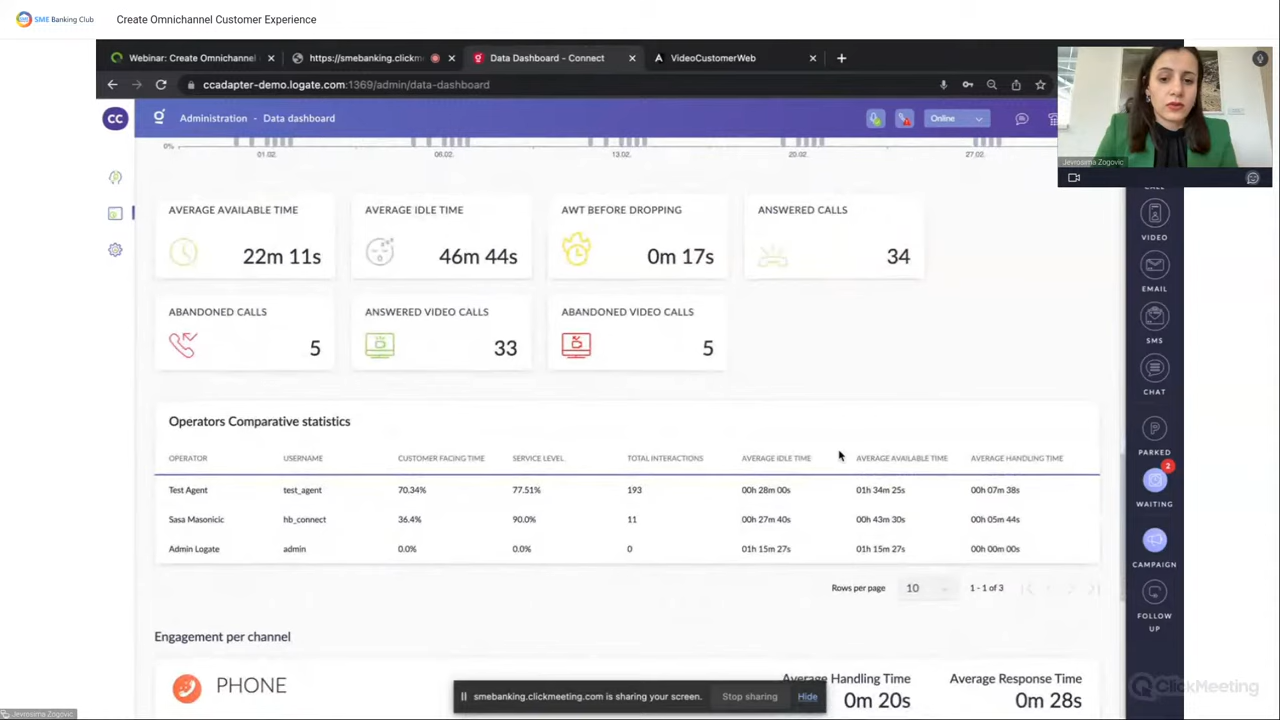 SME Banking Club
Create Omnichannel Customer Experience
Webinar: Create Omnichannel
https://smebanking.clickm
Data Dashboard - Connect
VideoCustomerWeb
ccadapter-demo.logate.com:1369/admin/data-dashboard
CC
Administration - Data dashboard
Online
Jevrosima Zogovic
0%
01.02.
06.02.
13.02.
20.02.
27.02.
AVERAGE AVAILABLE TIME
22m 11s
AVERAGE IDLE TIME
46m 44s
AWT BEFORE DROPPING
0m 17s
ANSWERED CALLS
34
ABANDONED CALLS
5
ANSWERED VIDEO CALLS
33
ABANDONED VIDEO CALLS
5
Operators Comparative statistics
OPERATOR USERNAME CUSTOMER FACING TIME SERVICE LEVEL TOTAL INTERACTIONS AVERAGE IDLE TIME AVERAGE AVAILABLE TIME AVERAGE HANDLING TIME
Test Agent test_agent 70.34% 77.51% 193 00h 28m 00s 01h 34m 25s 00h 07m 38s
Sasa Masonicic hb_connect 36.4% 90.0% 11 00h 27m 40s 00h 43m 30s 00h 05m 44s
Admin Logate admin 0.0% 0.0% 0 01h 15m 27s 01h 15m 27s 00h 00m 00s
Rows per page 10 1 - 1 of 3
Engagement per channel
PHONE
Average Handling Time
0m 20s
Average Response Time
0m 28s
smebanking.clickmeeting.com is sharing your screen. Stop sharing Hide
VIDEO
EMAIL
SMS
CHAT
PARKED
2
WAITING
CAMPAIGN
FOLLOW
UP
ClickMeeting
Jevrosima Zogovic